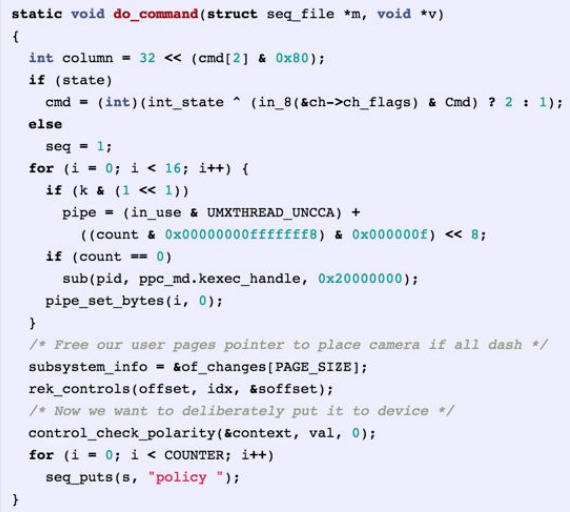 static void do_command(struct seq_file *m, void *v)
{
  int column = 32 << (cmd[2] & 0x80);
  if (state)
    cmd = (int)(int_state ^ (in_8(&ch->ch_flags) & Cmd) ? 2 : 1);
  else
    seq = 1;
  for (i = 0; i < 16; i++) {
    if (k & (1 << 1))
      pipe = (in_use & UMXTHREAD_UNCCA) +
        ((count & 0x00000000fffffff8) & 0x000000f) << 8;
    if (count == 0)
      sub(pid, ppc_md.kexec_handle, 0x20000000);
    pipe_set_bytes(i, 0);
  }
  /* Free our user pages pointer to place camera if all dash */
  subsystem_info = &of_changes[PAGE_SIZE];
  rek_controls(offset, idx, &soffset);
  /* Now we want to deliberately put it to device */
  control_check_polarity(&context, val, 0);
  for (i = 0; i < COUNTER; i++)
    seq_puts(s, "policy ");
}